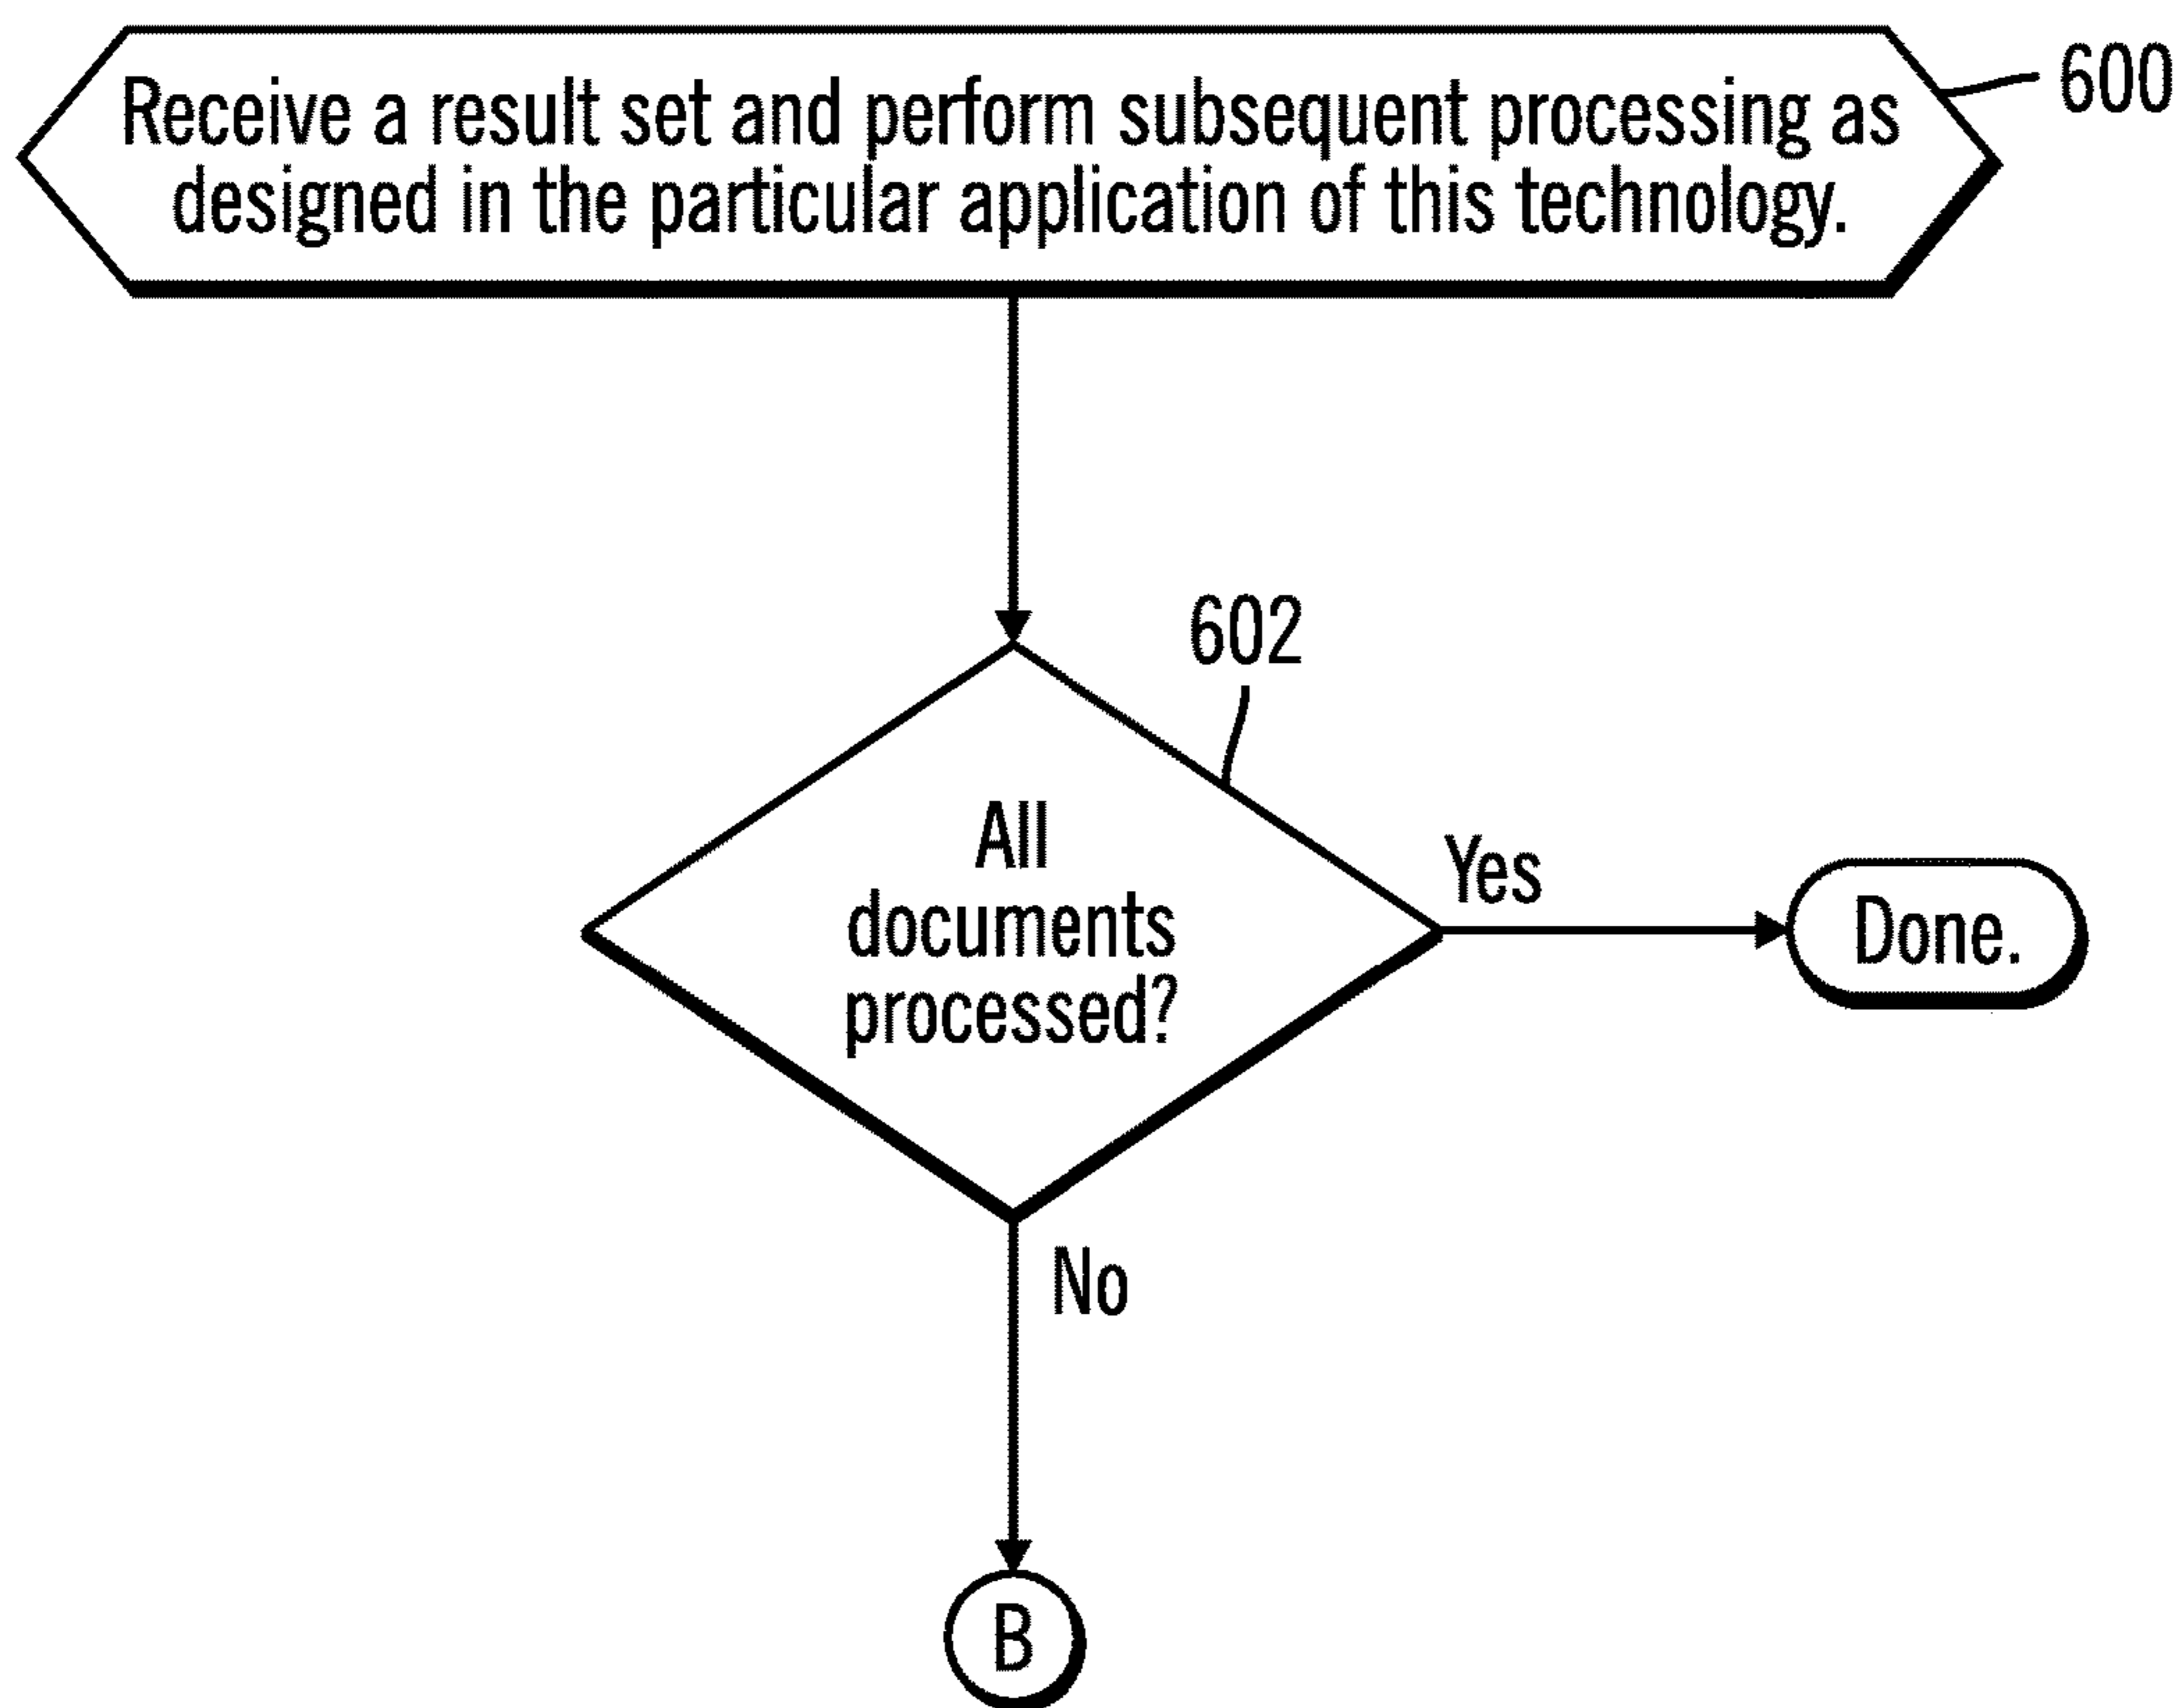 Receive a result set and perform subsequent processing as
designed in the particular application of this technology.
600
602
All
documents
processed?
Yes
Done.
No
B